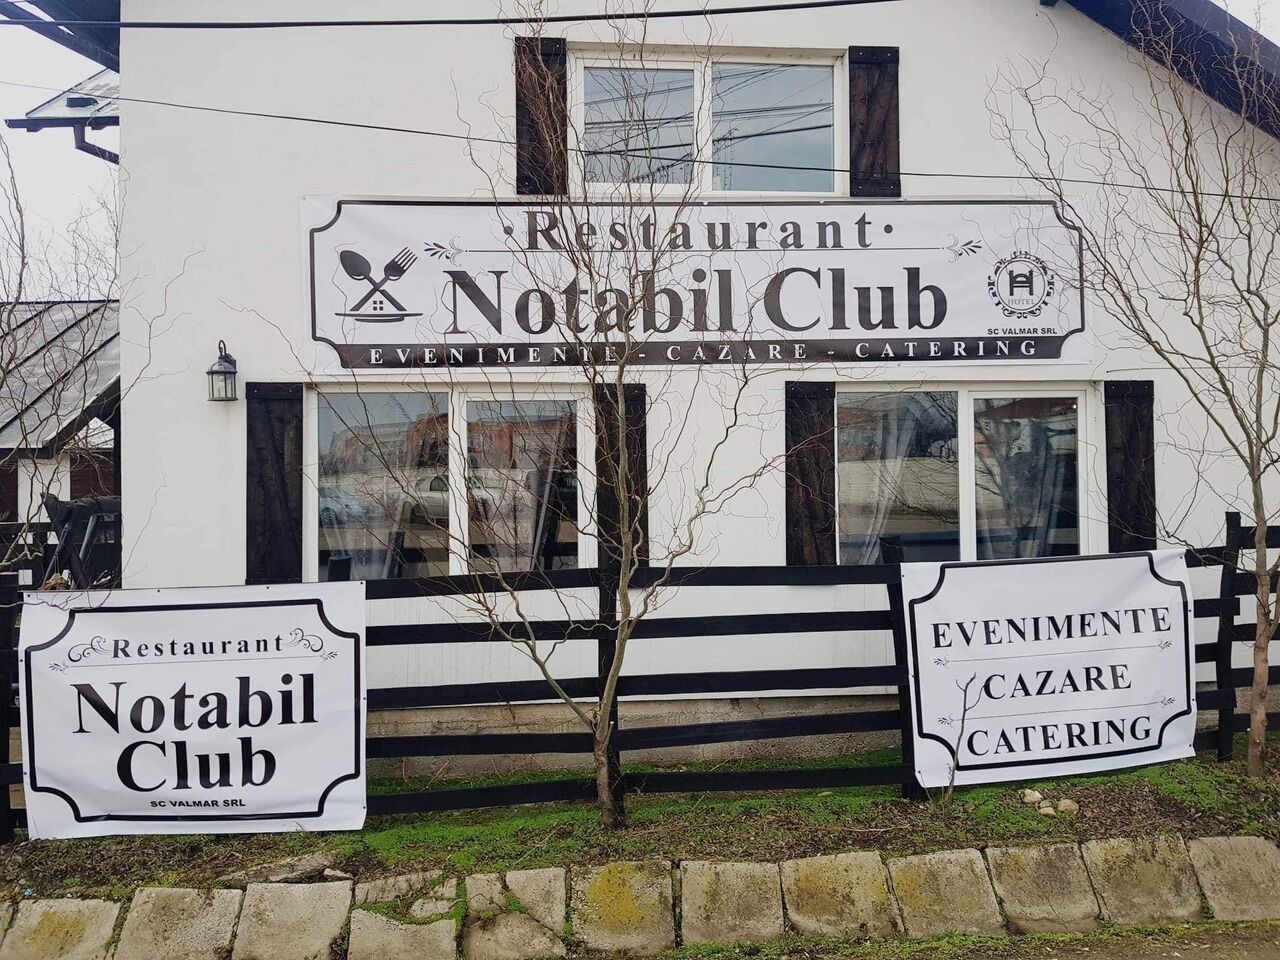 ·Restaurant·
Notabil Club
HOTEL
SC VALMAR SRL
EVENIMENTE - CAZARE - CATERING
Restaurant
Notabil
Club
SC VALMAR SRL
EVENIMENTE
CAZARE
CATERING